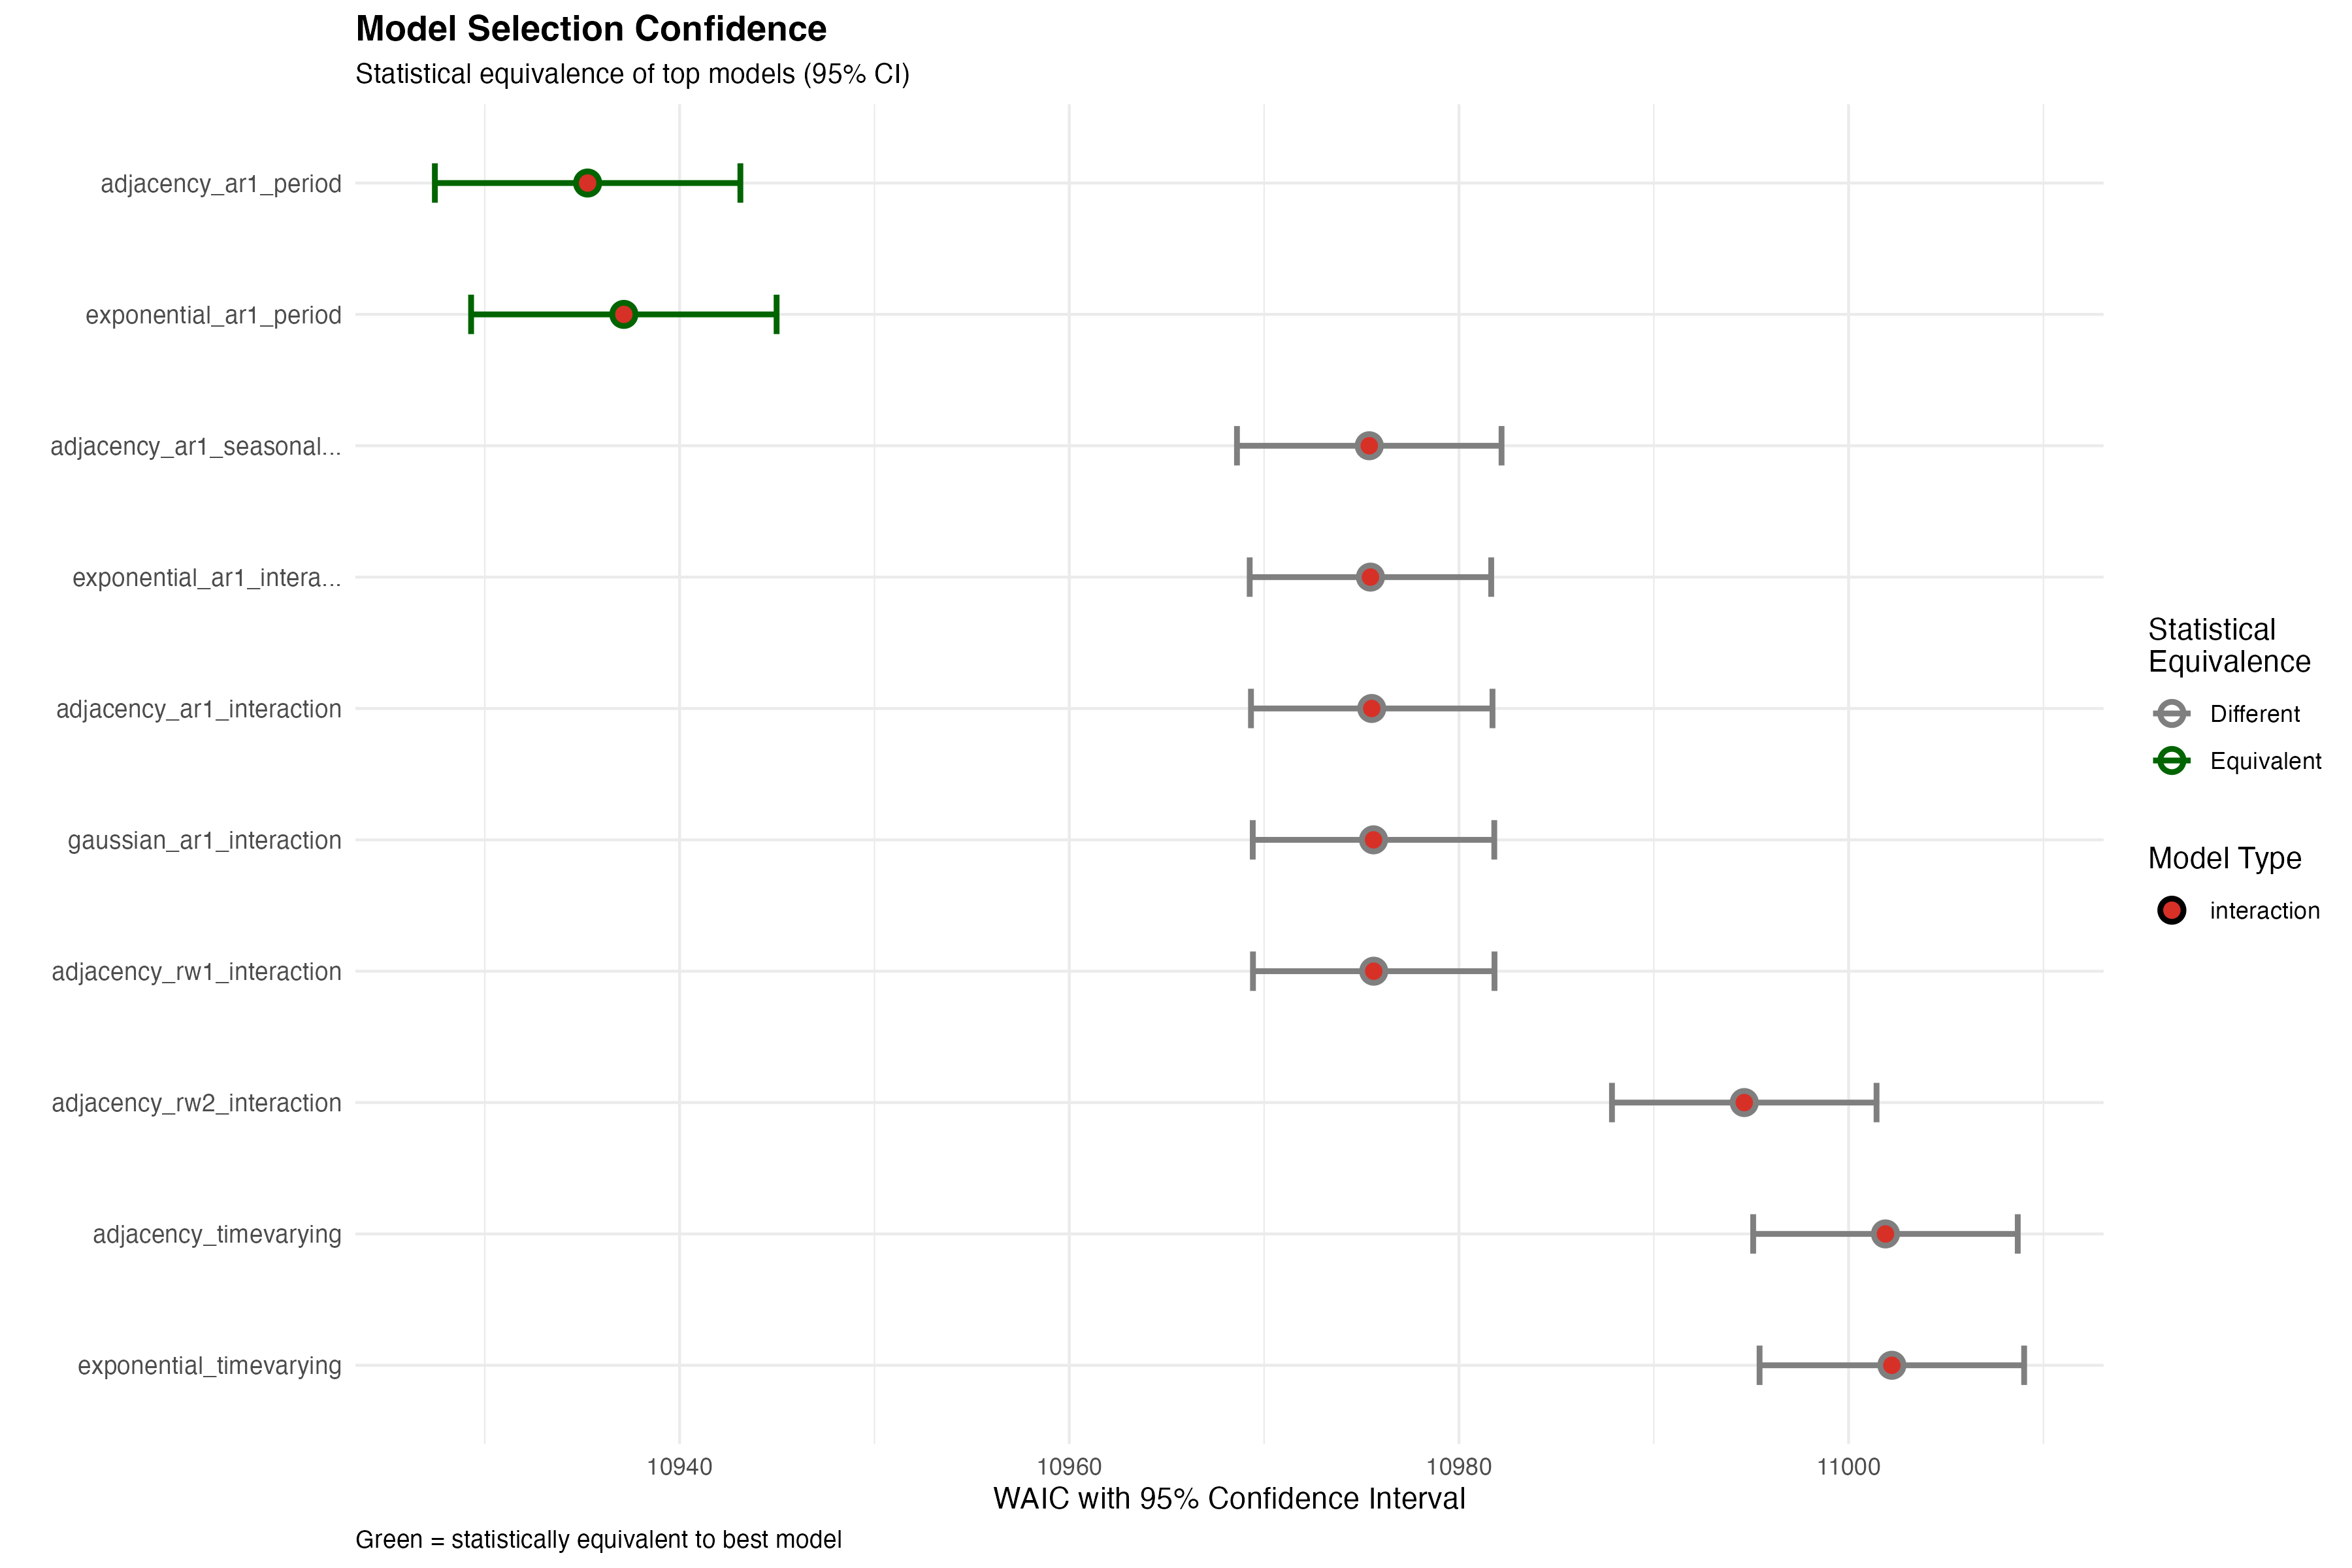 Model Selection Confidence
Statistical equivalence of top models (95% CI)
adjacency_ar1_period
exponential_ar1_period
adjacency_ar1_seasonal...
exponential_ar1_intera...
adjacency_ar1_interaction
gaussian_ar1_interaction
adjacency_rw1_interaction
adjacency_rw2_interaction
adjacency_timevarying
exponential_timevarying
10940
10960
10980
11000
WAIC with 95% Confidence Interval
Green = statistically equivalent to best model
Statistical
Equivalence
Different
Equivalent
Model Type
interaction